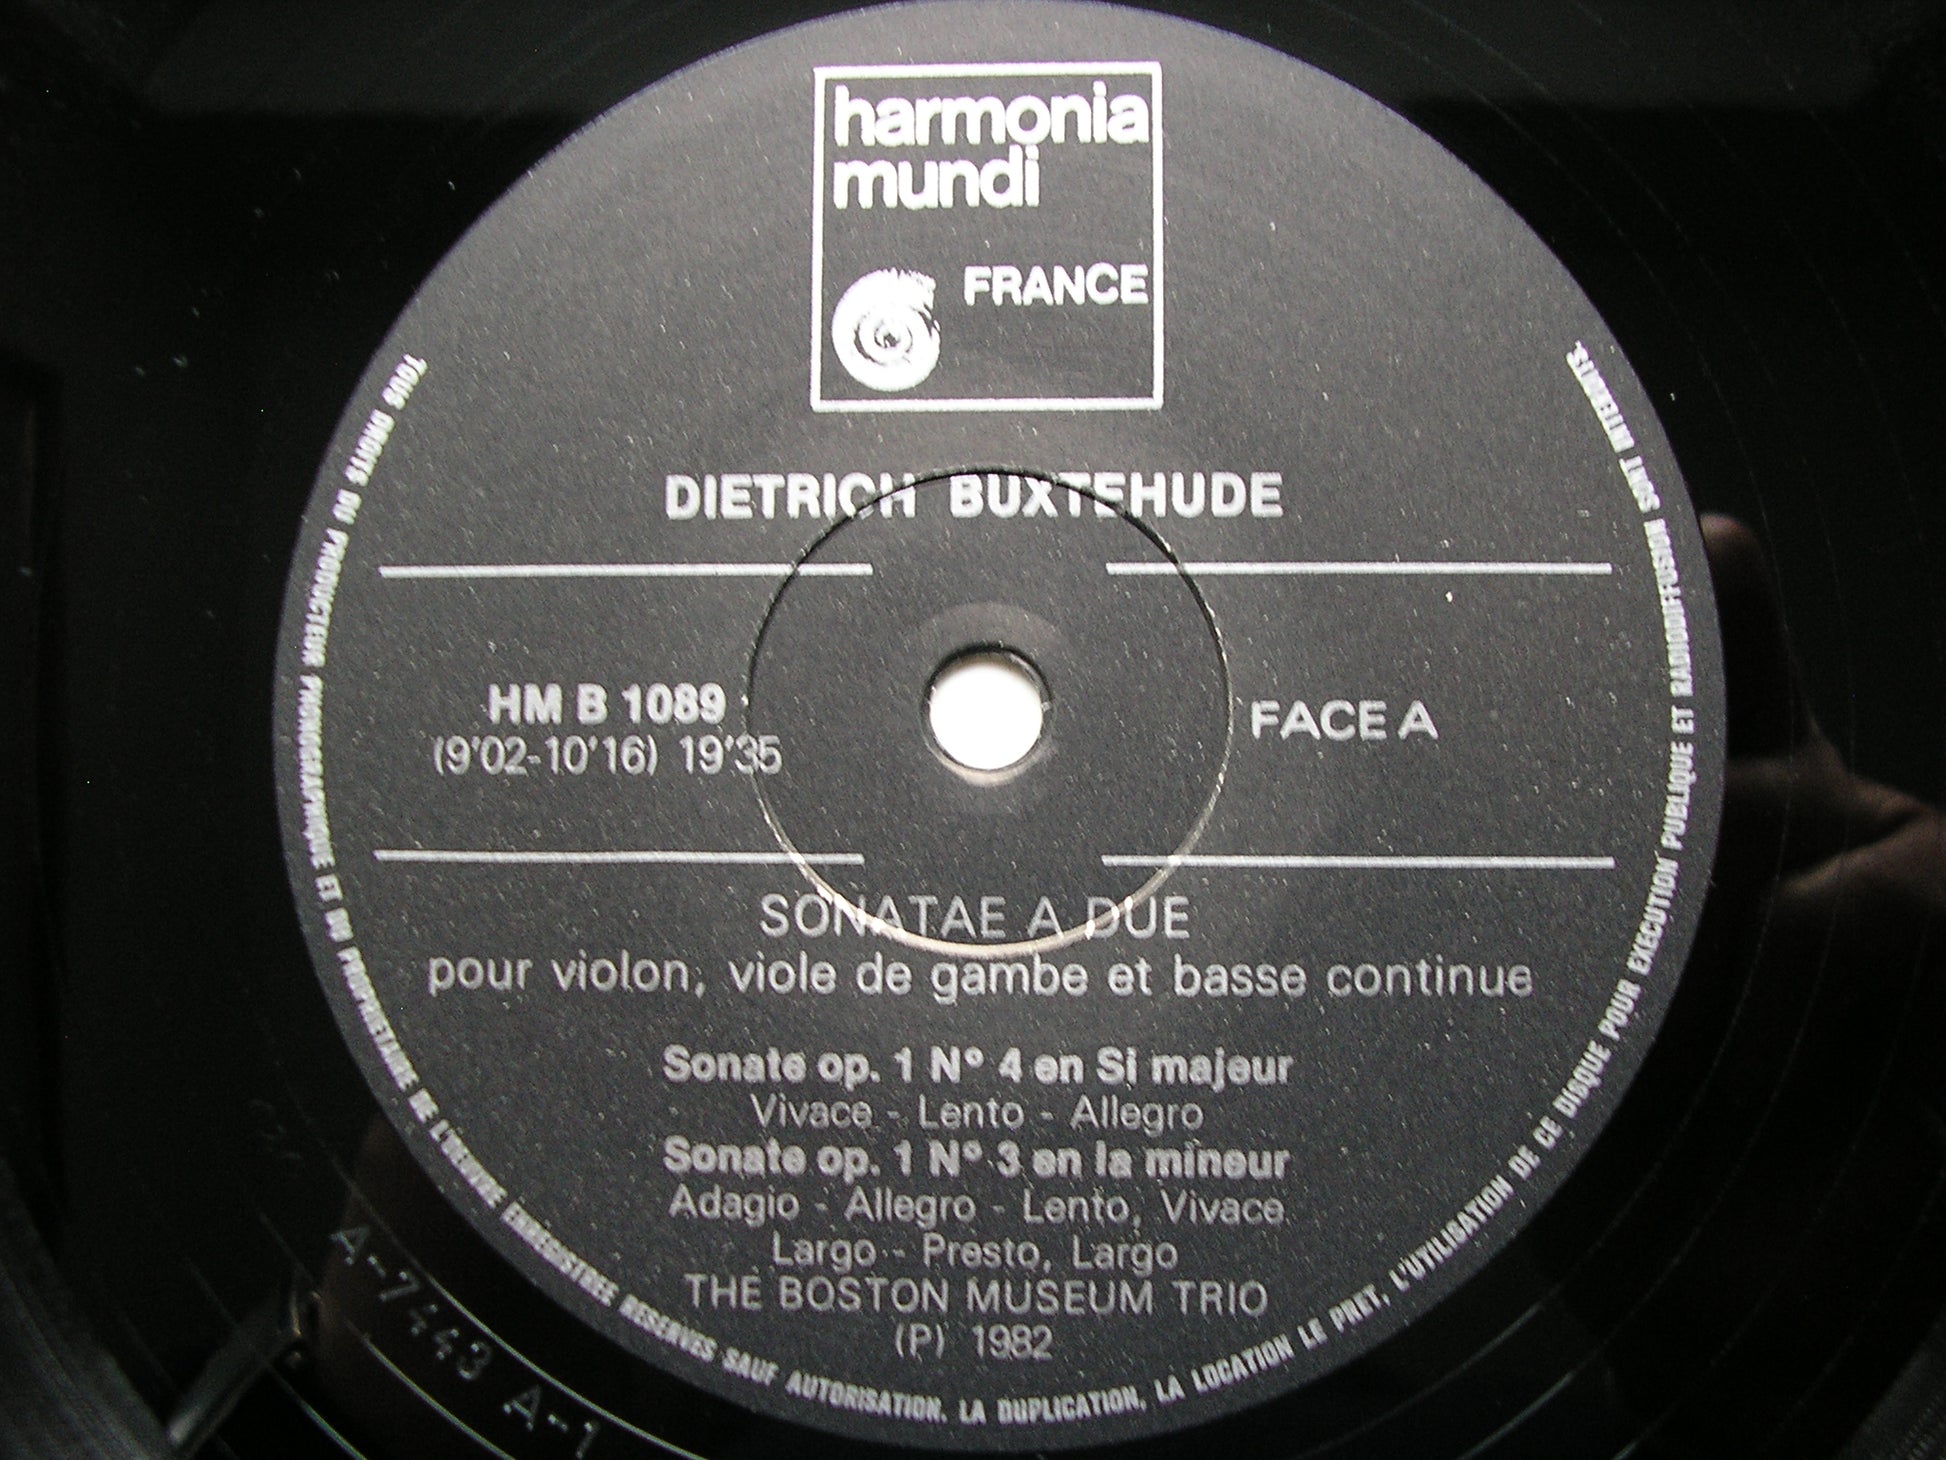 harmonia
mundi
FRANCE
DIETRICH BUXTEHUDE
HM B 1089
(9'02-10'16) 19'35
FACE A
SONATAE A DUE
pour violon, viole de gambe et basse continue
Sonate op. 1 N° 4 en Si majeur
Vivace - Lento - Allegro
Sonate op. 1 N° 3 en la mineur
Adagio - Allegro - Lento, Vivace
Largo - Presto, Largo
THE BOSTON MUSEUM TRIO
(P) 1982
TOUS DROITS DU PRODUCTEUR PHONOGRAPHIQUE ET DU PROPRIETAIRE DE L'OEUVRE ENREGISTREE RESERVES SAUF AUTORISATION. LA DUPLICATION, LA LOCATION LE PRET, L'UTILISATION DE CE DISQUE POUR EXECUTION PUBLIQUE ET RADIODIFFUSION SONT INTERDITS.
A-7443 A-1